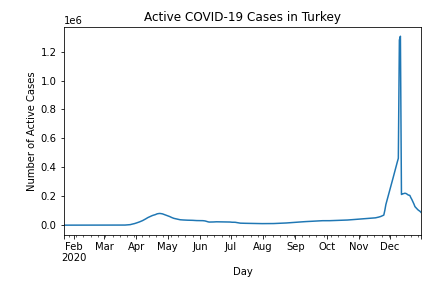 Active COVID-19 Cases in Turkey
1e6
Number of Active Cases
1.2
1.0
0.8
0.6
0.4
0.2
0.0
Feb Mar Apr May Jun Jul Aug Sep Oct Nov Dec
2020
Day